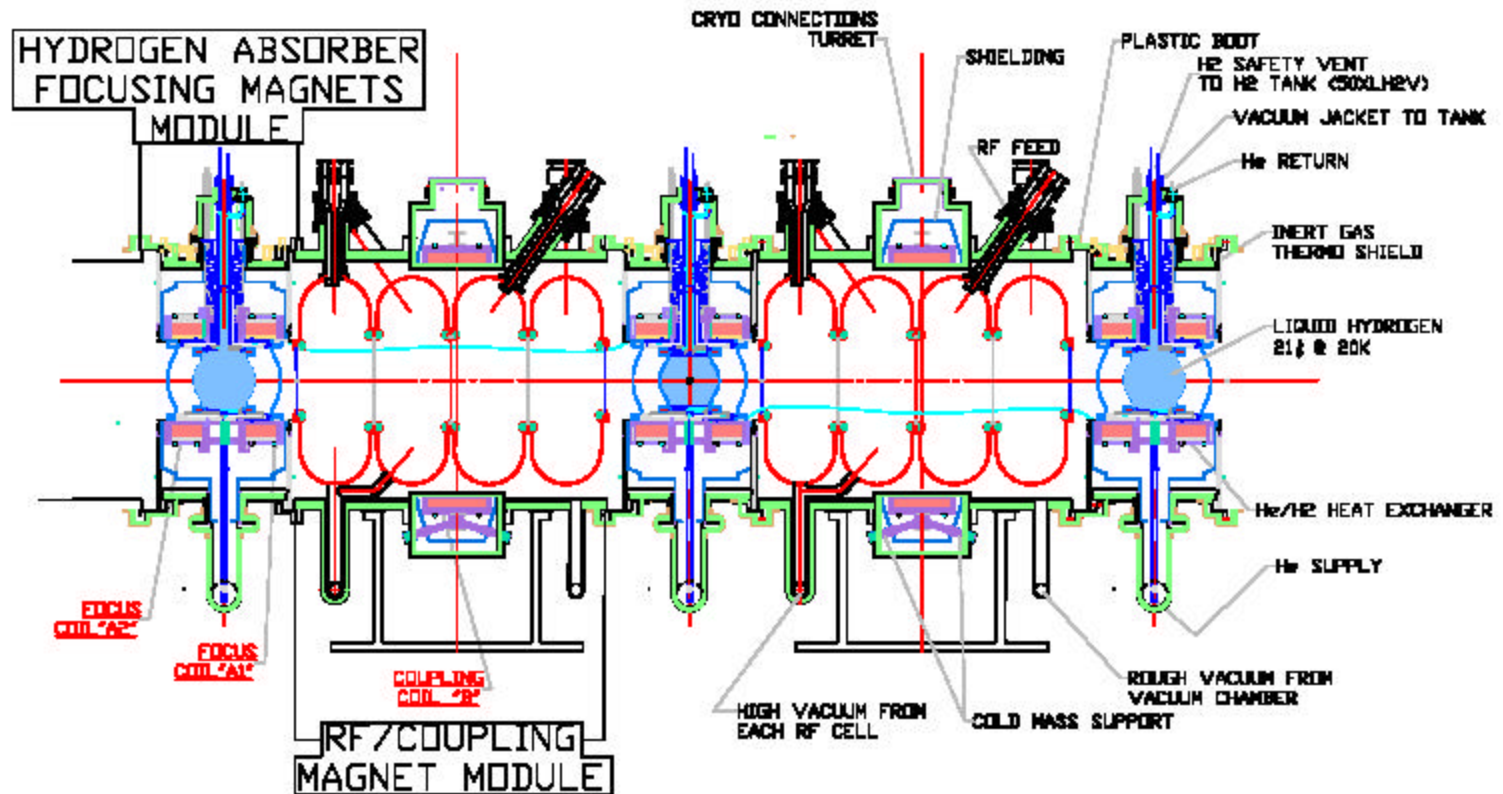 HYDROGEN ABSORBER
FOCUSING MAGNETS
MODULE
CRYO CONNECTIONS
TURRET
SHIELDING
PLASTIC BOOT
H2 SAFETY VENT
TO H2 TANK (50XLH2V)
VACUUM JACKET TO TANK
RF FEED
He RETURN
INERT GAS
THERMO SHIELD
LIQUID HYDROGEN
21ℓ @ 20K
He/H2 HEAT EXCHANGER
He SUPPLY
FOCUS
COIL "A2"
FOCUS
COIL "A1"
COUPLING
COIL "B"
ROUGH VACUUM FROM
VACUUM CHAMBER
HIGH VACUUM FROM
EACH RF CELL
COLD MASS SUPPORT
RF/COUPLING
MAGNET MODULE